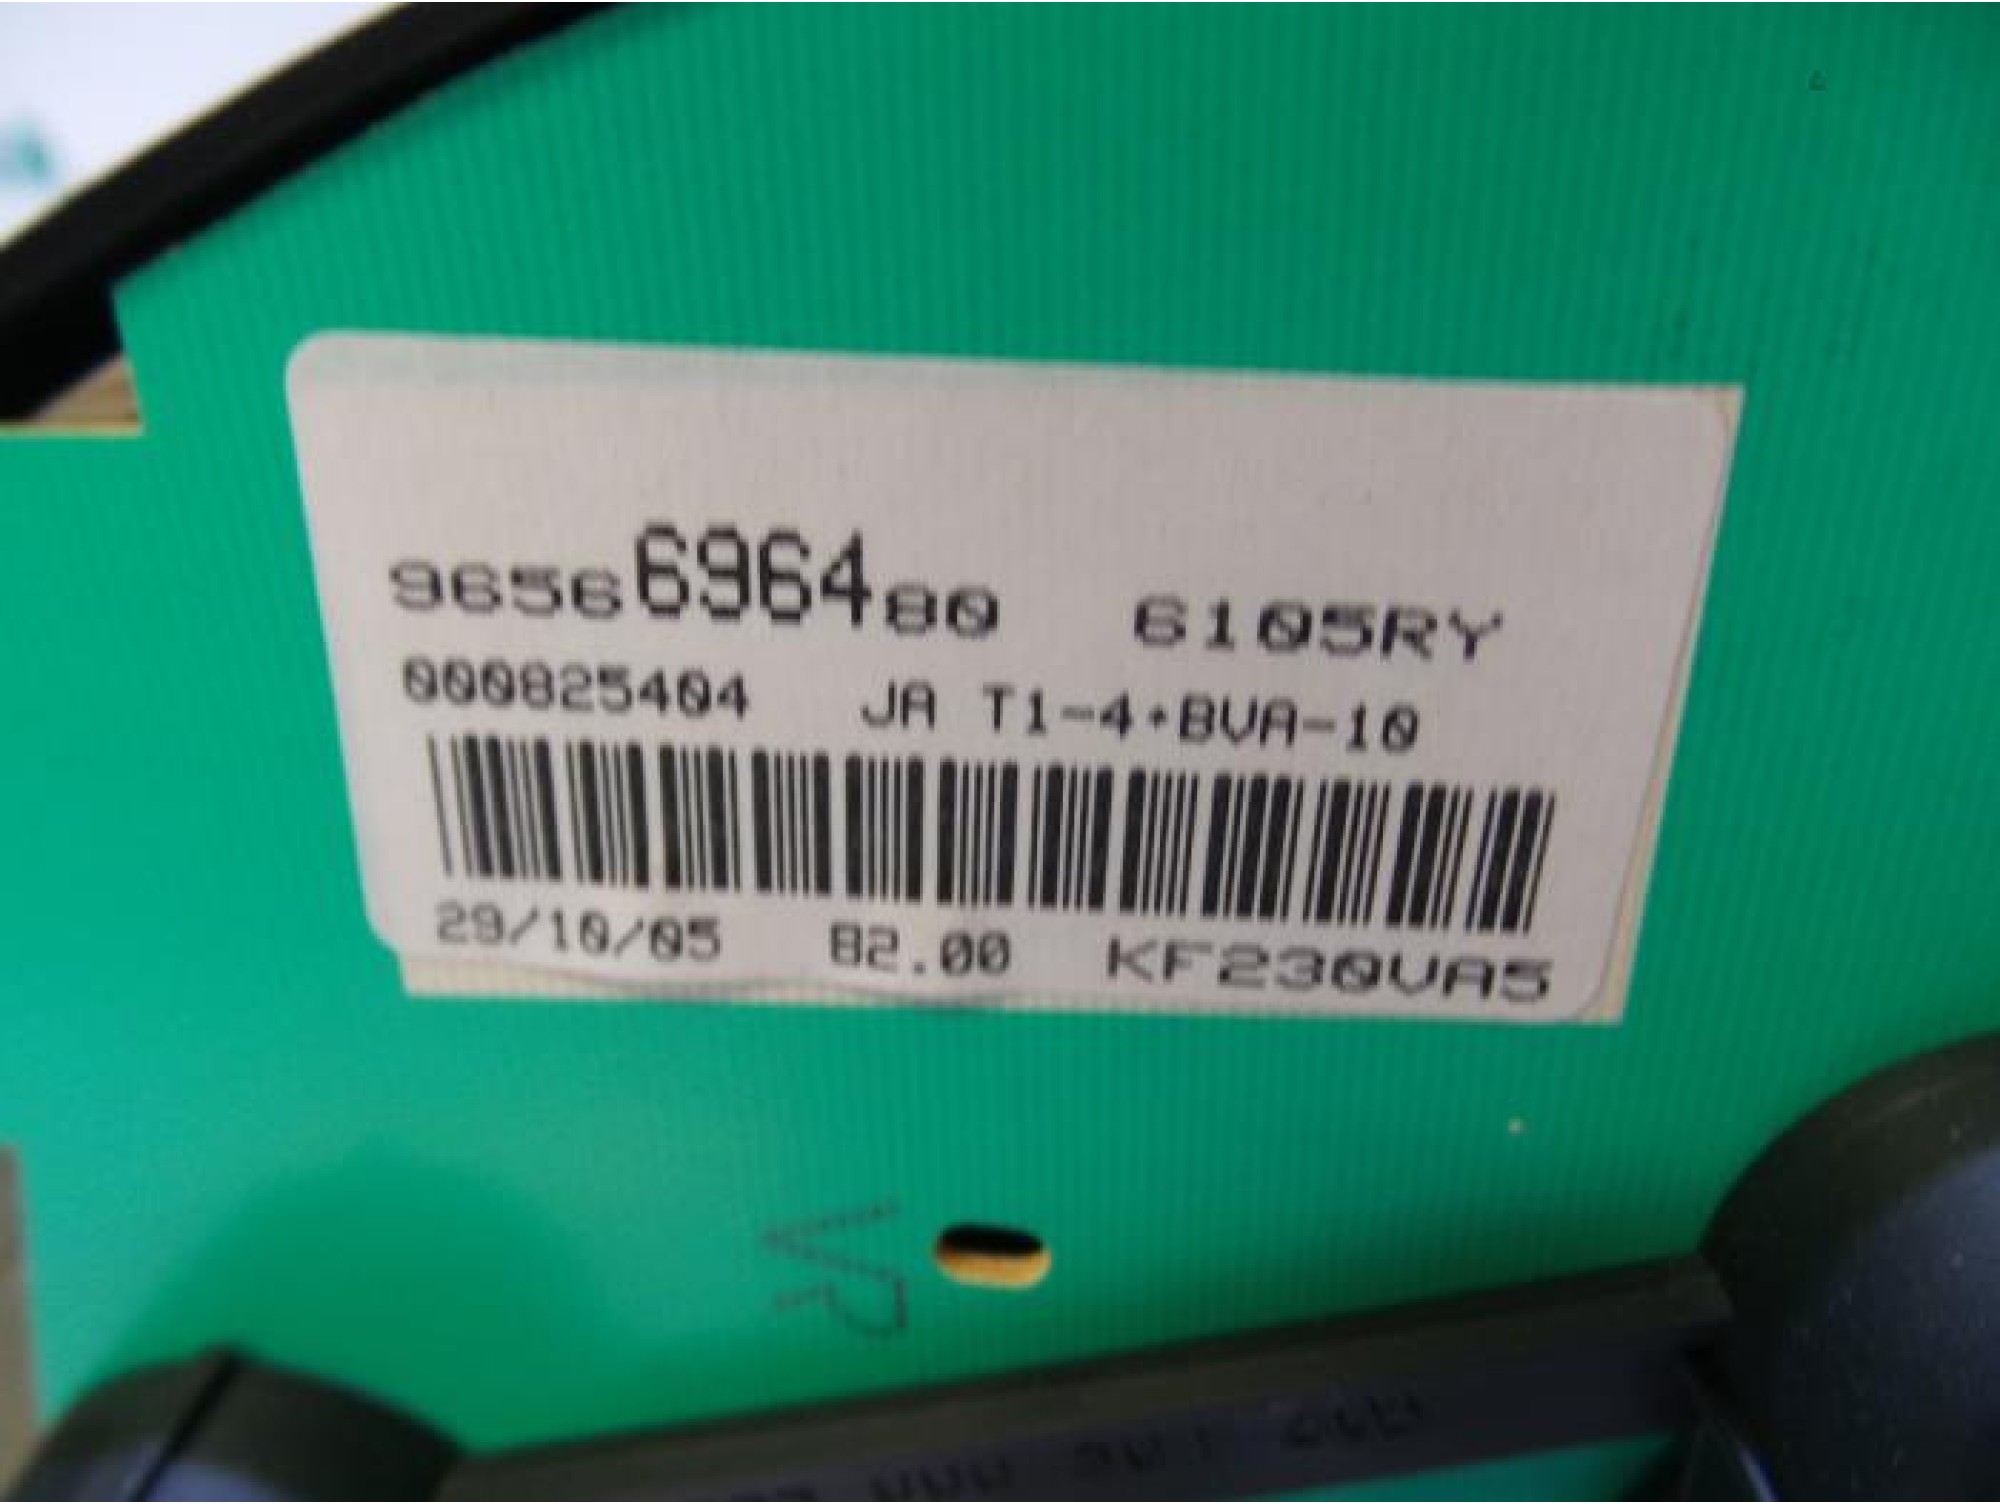 9656696480 6105RY
000825404 JA T1-4+BVA-10
29/10/05 82.00 KF230VA5